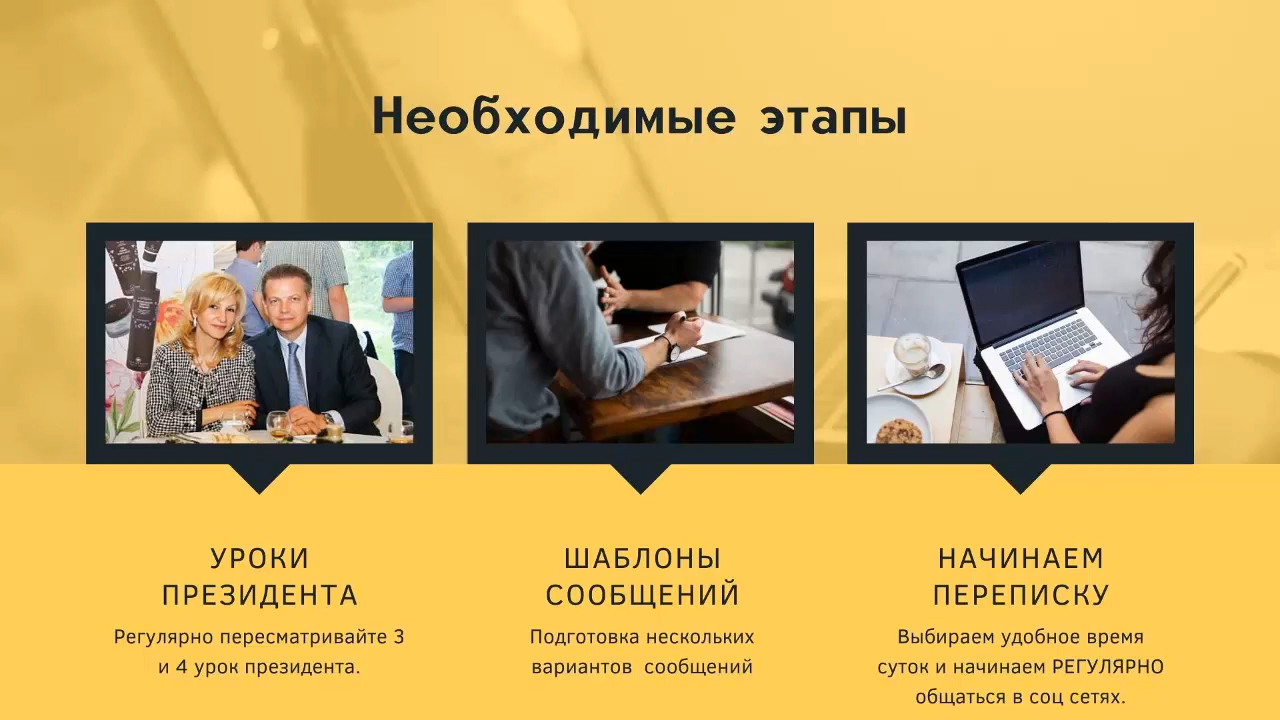 Необходимые этапы
УРОКИ
ПРЕЗИДЕНТА
Регулярно пересматривайте 3
и 4 урок президента.
ШАБЛОНЫ
СООБЩЕНИЙ
Подготовка нескольких
вариантов сообщений
НАЧИНАЕМ
ПЕРЕПИСКУ
Выбираем удобное время
суток и начинаем РЕГУЛЯРНО
общаться в соц сетях.